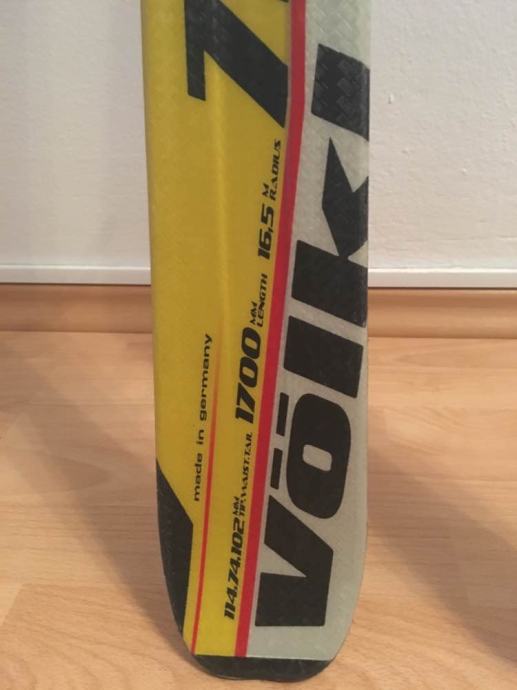 völkl
114.74.102 MM TIP.WAIST.TAIL 1700 MM LENGTH 16,5 M RADIUS
made in germany
7